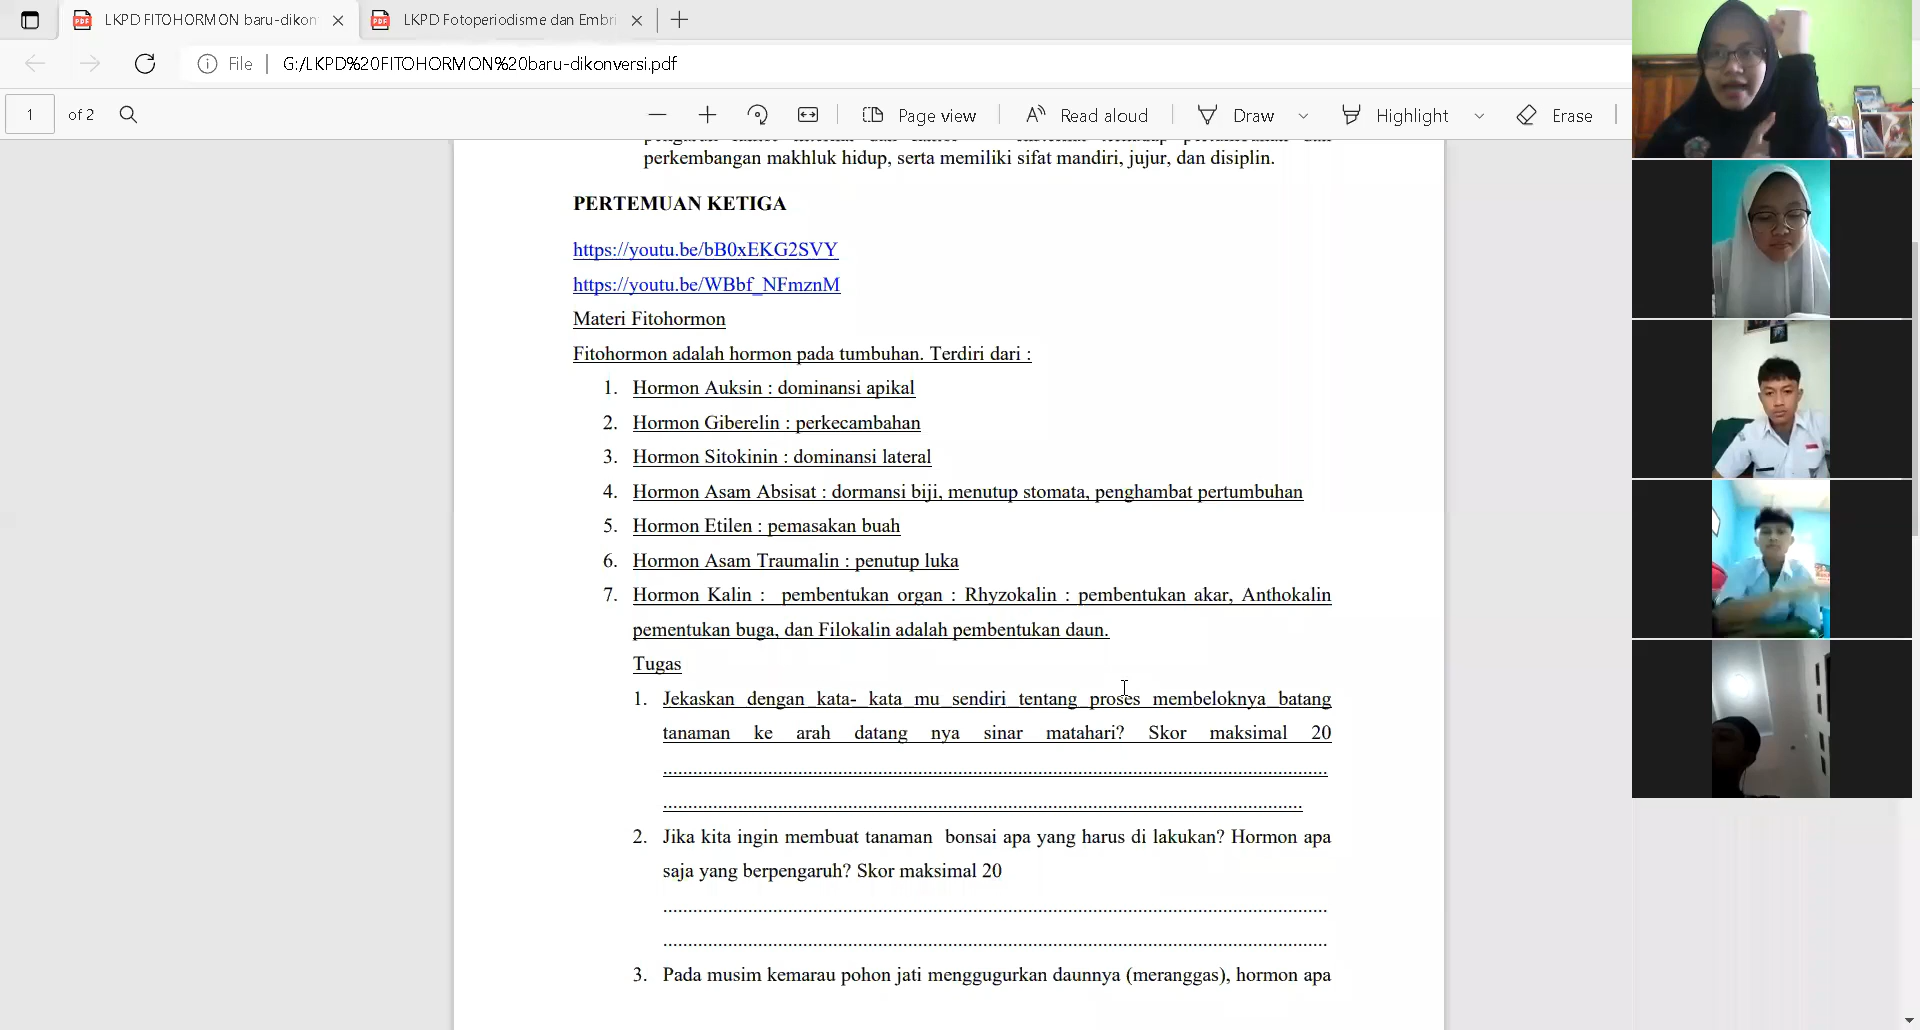 LKPD FITOHORMON baru-dikon
LKPD Fotoperiodisme dan Embri
File
G:/LKPD%20FITOHORMON%20baru-dikonversi.pdf
1 of 2
Page view
Read aloud
Draw
Highlight
Erase
perkembangan makhluk hidup, serta memiliki sifat mandiri, jujur, dan disiplin.
PERTEMUAN KETIGA
https://youtu.be/bB0xEKG2SVY
https://youtu.be/WBbf_NFmznM
Materi Fitohormon
Fitohormon adalah hormon pada tumbuhan. Terdiri dari :
1. Hormon Auksin : dominansi apikal
2. Hormon Giberelin : perkecambahan
3. Hormon Sitokinin : dominansi lateral
4. Hormon Asam Absisat : dormansi biji, menutup stomata, penghambat pertumbuhan
5. Hormon Etilen : pemasakan buah
6. Hormon Asam Traumalin : penutup luka
7. Hormon Kalin : pembentukan organ : Rhyzokalin : pembentukan akar, Anthokalin
pementukan buga, dan Filokalin adalah pembentukan daun.
Tugas
1. Jekaskan dengan kata- kata mu sendiri tentang proses membeloknya batang
tanaman ke arah datang nya sinar matahari? Skor maksimal 20
2. Jika kita ingin membuat tanaman bonsai apa yang harus di lakukan? Hormon apa
saja yang berpengaruh? Skor maksimal 20
3. Pada musim kemarau pohon jati menggugurkan daunnya (meranggas), hormon apa